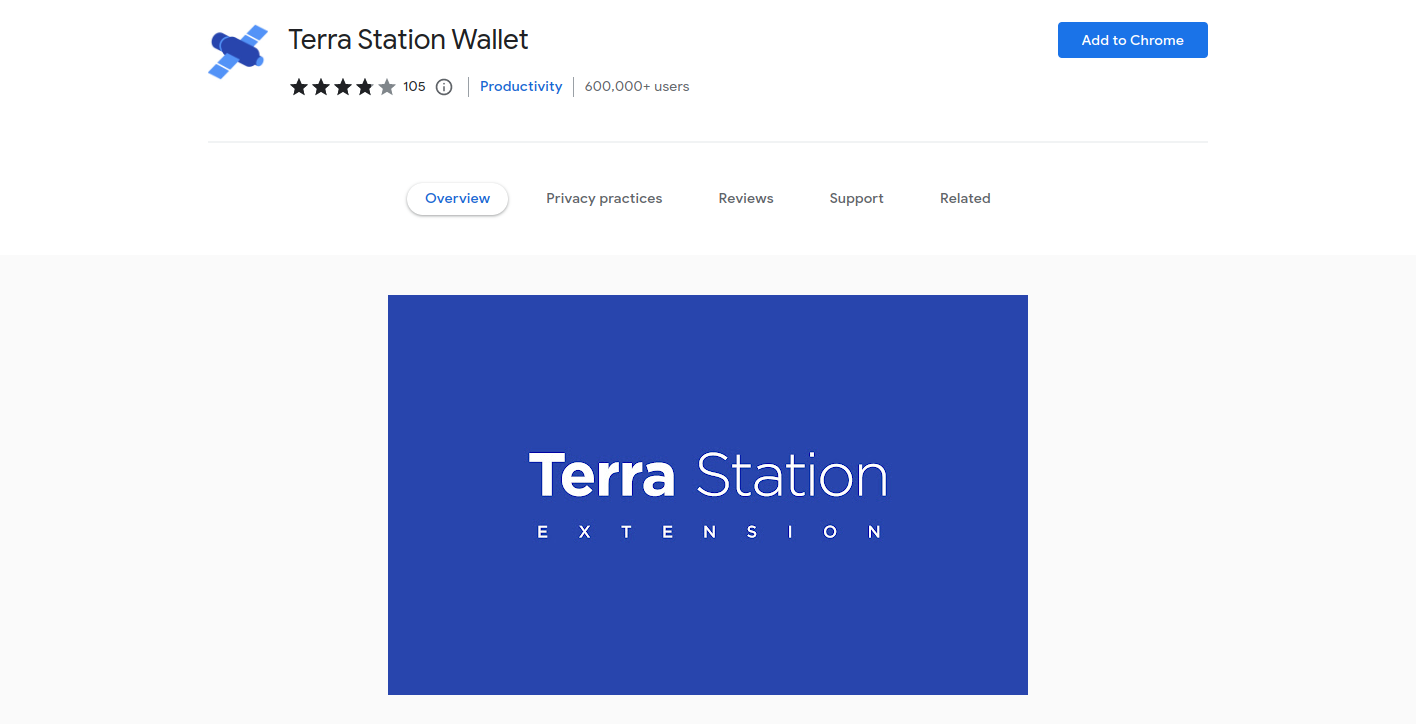 Terra Station Wallet
Add to Chrome
105 Productivity 600,000+ users
Overview Privacy practices Reviews Support Related
Terra Station
EXTENSION